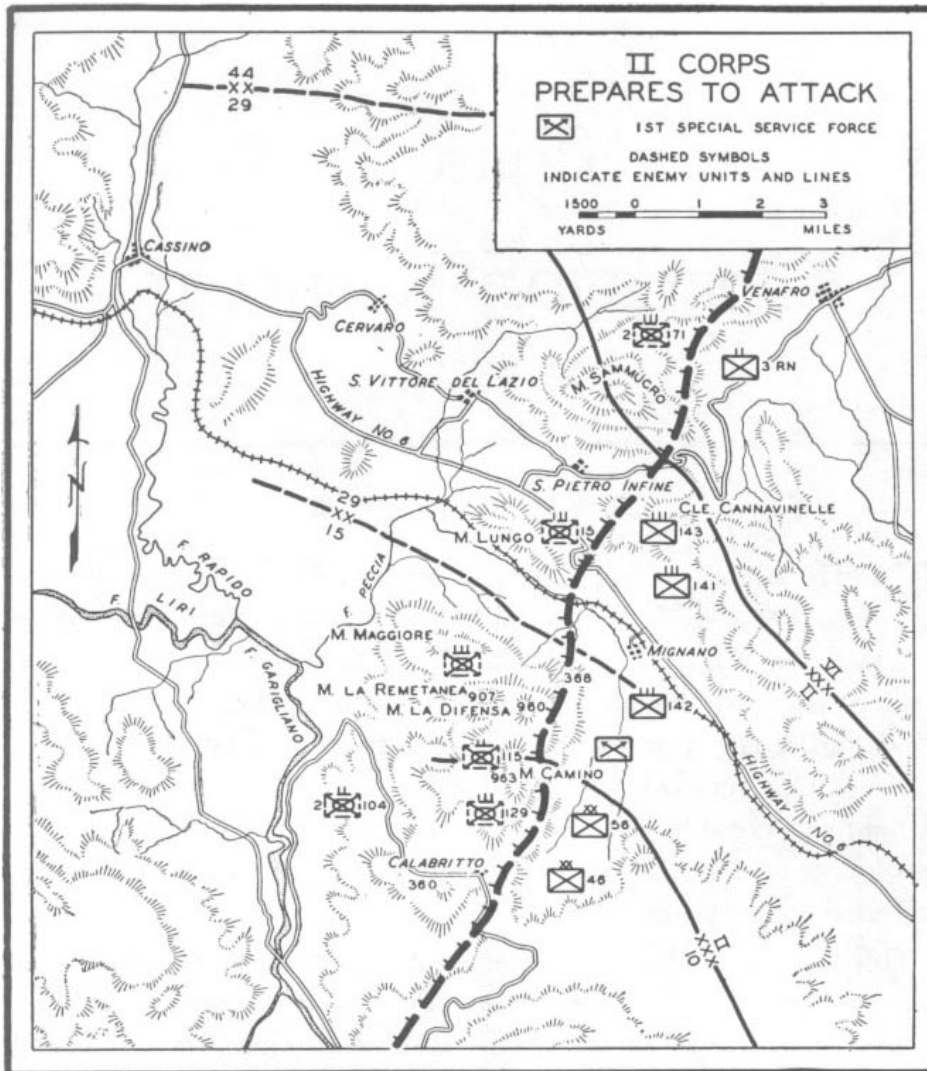 II CORPS
PREPARES TO ATTACK
1ST SPECIAL SERVICE FORCE
DASHED SYMBOLS
INDICATE ENEMY UNITS AND LINES
1500 0 1 2 3
YARDS MILES
44
XX
29
CASSINO
CERVARO
VENAFRO
2 71
3 RN
M. SAMMUCRO
S. VITTORE DEL LAZIO
HIGHWAY NO 6
S. PIETRO INFINE
CLE. CANNAVINELLE
N
29
XX
15
M. LUNGO
15
143
141
F. RAPIDO
F. PECCIA
F. LIRI
F. GARIGLIANO
M. MAGGIORE
MIGNANO
VI
XXX
II
368
M. LA REMETANEA 907
M. LA DIFENSA 960
142
115
963
M. CAMINO
HIGHWAY NO 6
2 104
129
56
CALABRITTO
360
46
II
XXX
10